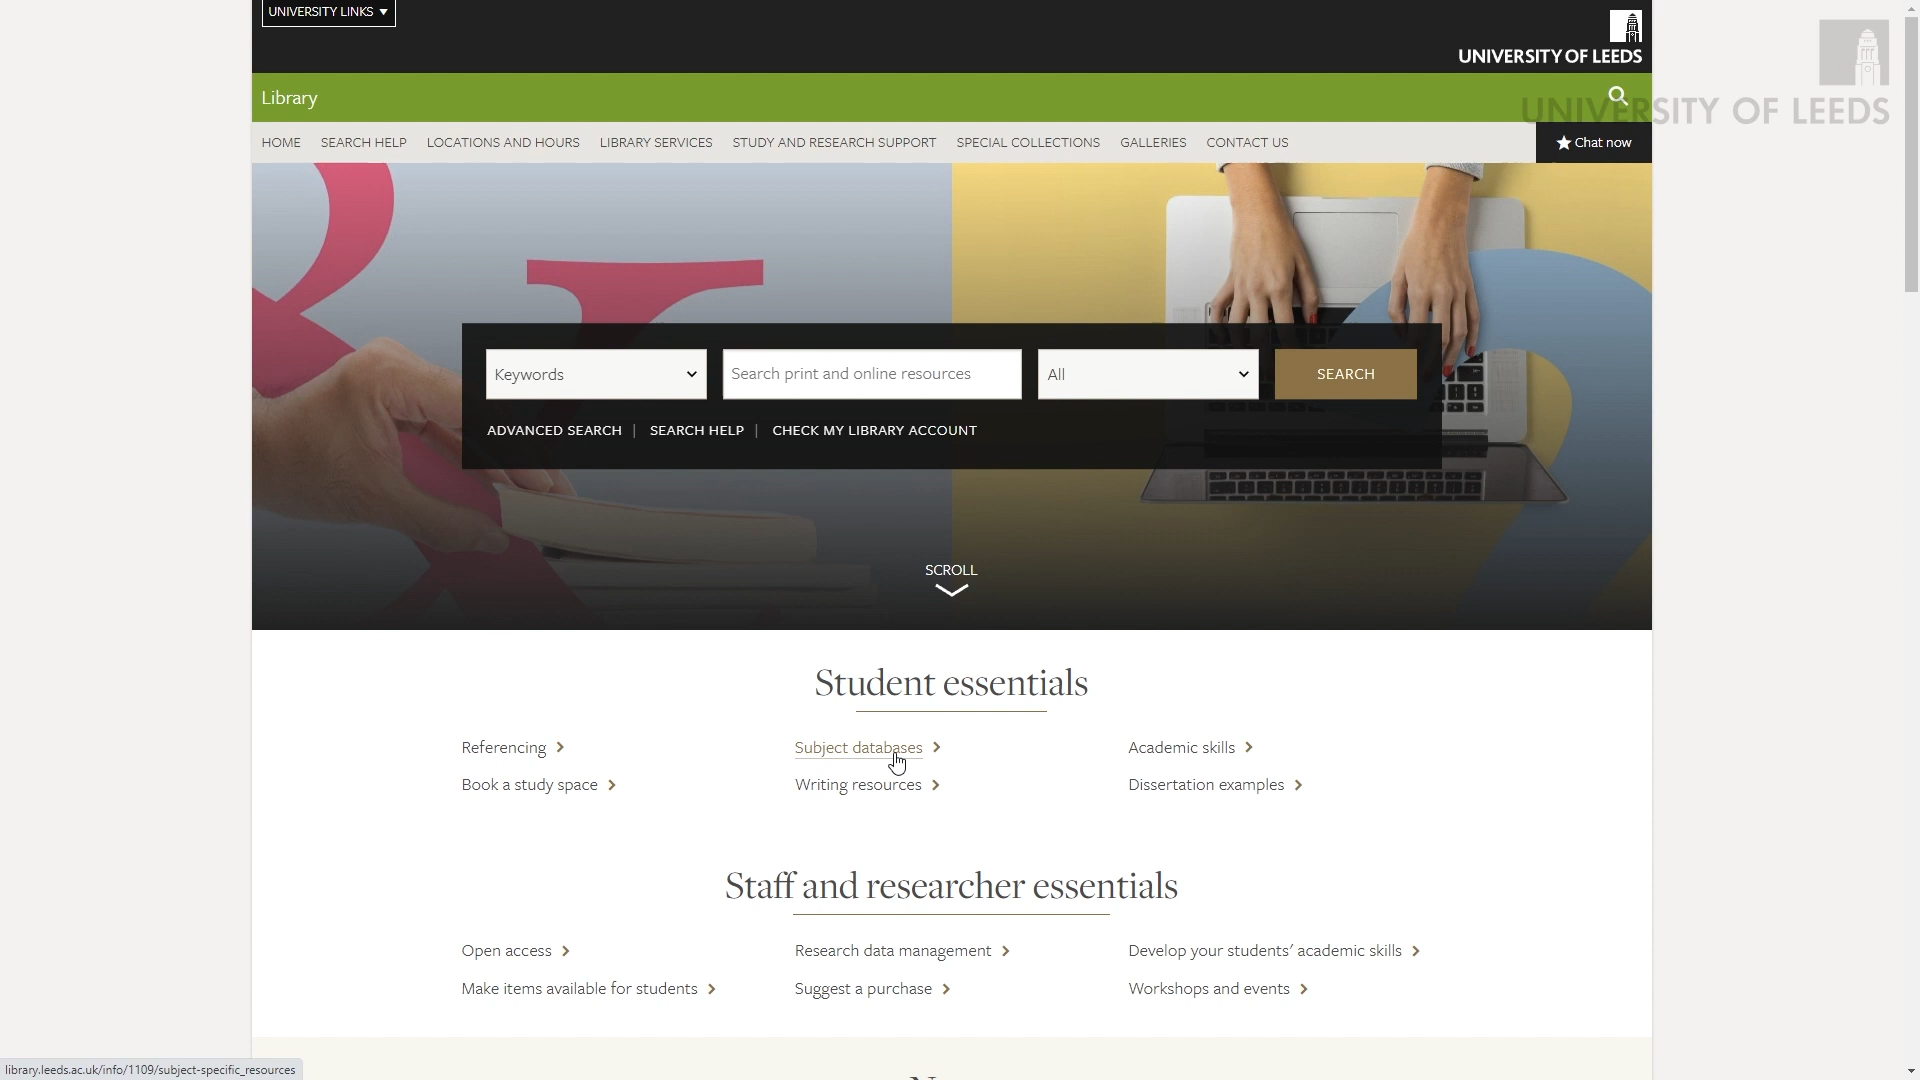 UNIVERSITY LINKS
UNIVERSITY OF LEEDS
UNIVERSITY OF LEEDS
Library
HOME SEARCH HELP LOCATIONS AND HOURS LIBRARY SERVICES STUDY AND RESEARCH SUPPORT SPECIAL COLLECTIONS GALLERIES CONTACT US Chat now
Keywords Search print and online resources All SEARCH
ADVANCED SEARCH | SEARCH HELP | CHECK MY LIBRARY ACCOUNT
SCROLL
Student essentials
Referencing Subject databases Academic skills
Book a study space Writing resources Dissertation examples
Staff and researcher essentials
Open access Research data management Develop your students' academic skills
Make items available for students Suggest a purchase Workshops and events
library.leeds.ac.uk/info/1109/subject-specific_resources